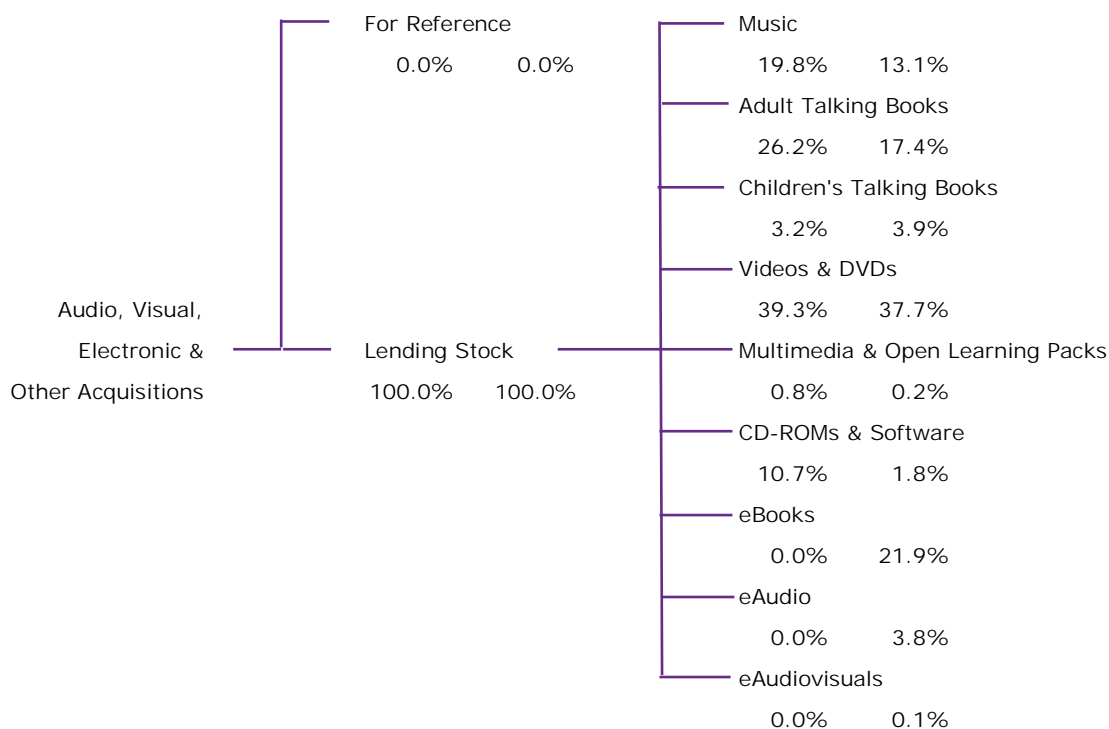 For Reference
0.0% 0.0%
Music
19.8% 13.1%
Adult Talking Books
26.2% 17.4%
Children's Talking Books
3.2% 3.9%
Videos & DVDs
39.3% 37.7%
Audio, Visual,
Electronic &
Other Acquisitions
Lending Stock
100.0% 100.0%
Multimedia & Open Learning Packs
0.8% 0.2%
CD-ROMs & Software
10.7% 1.8%
eBooks
0.0% 21.9%
eAudio
0.0% 3.8%
eAudiovisuals
0.0% 0.1%